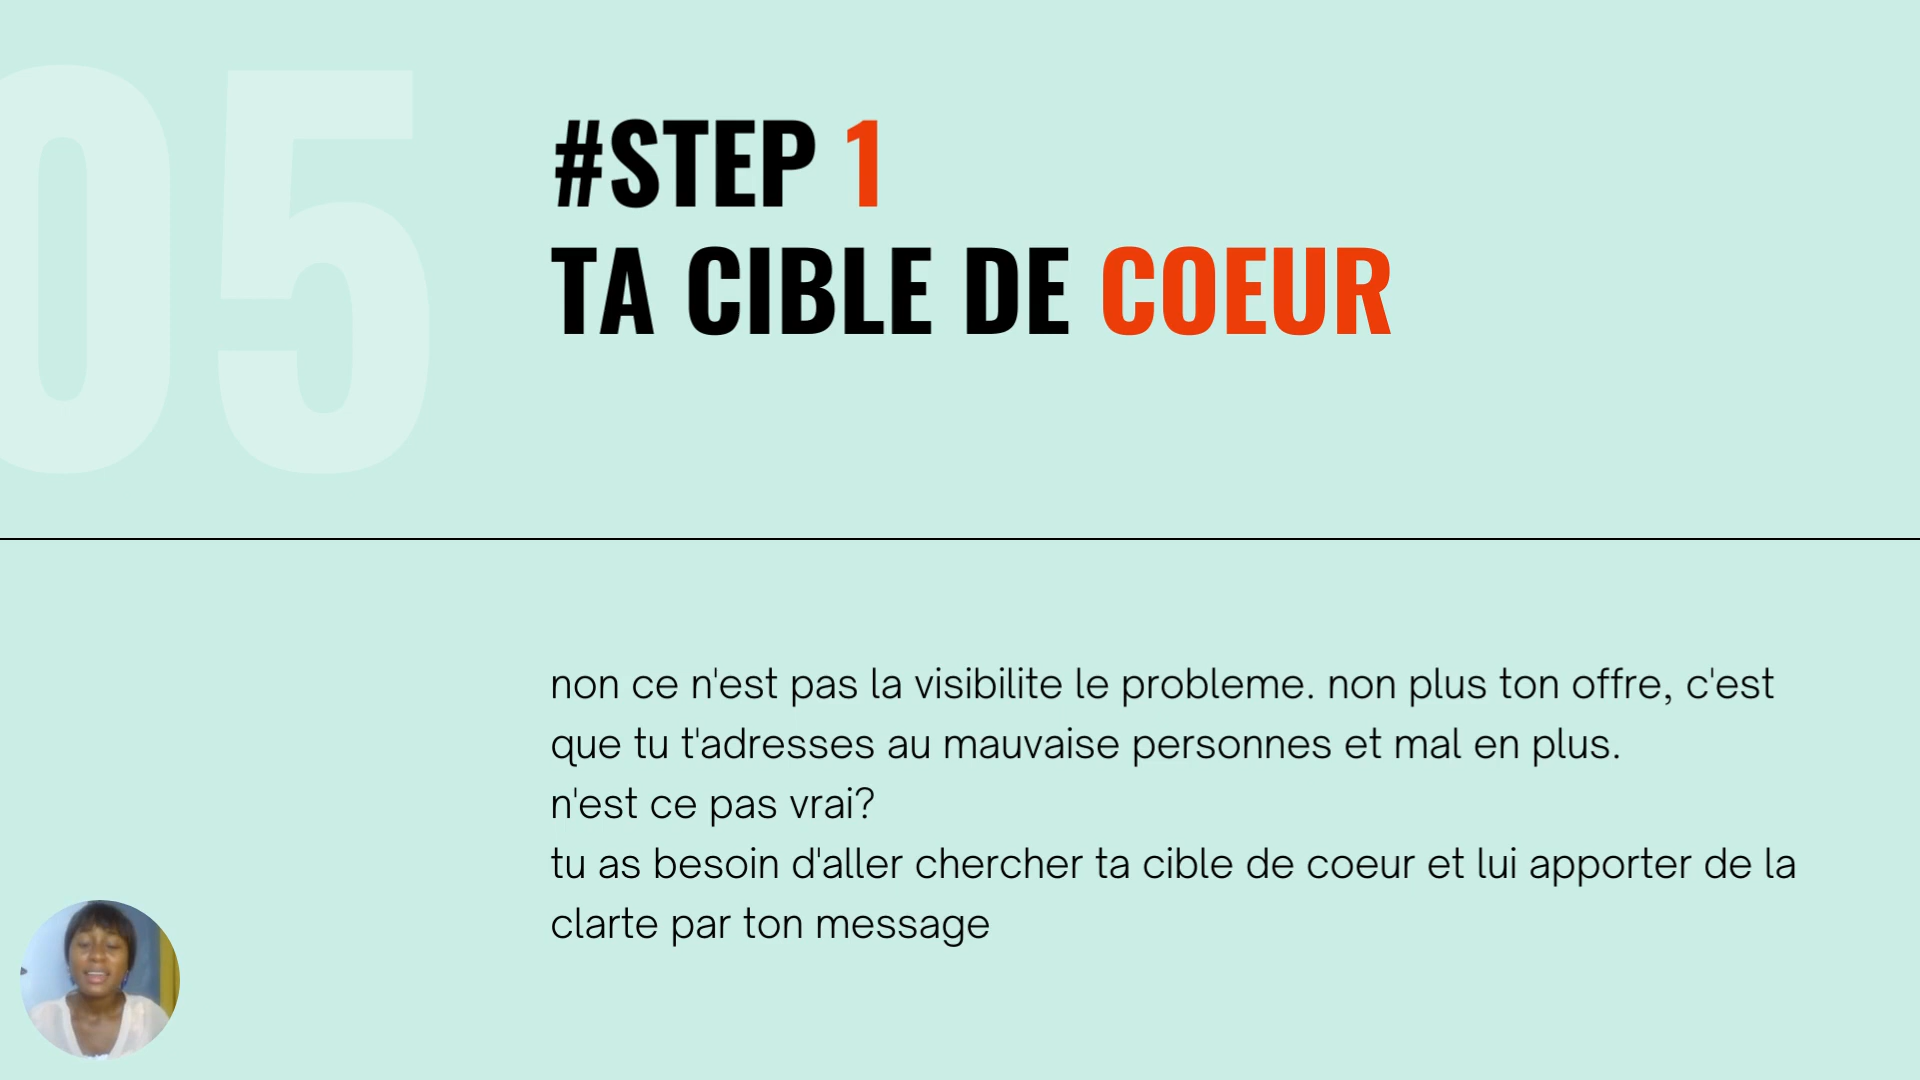 05
#STEP 1
TA CIBLE DE COEUR
non ce n'est pas la visibilite le probleme. non plus ton offre, c'est
que tu t'adresses au mauvaise personnes et mal en plus.
n'est ce pas vrai?
tu as besoin d'aller chercher ta cible de coeur et lui apporter de la
clarte par ton message